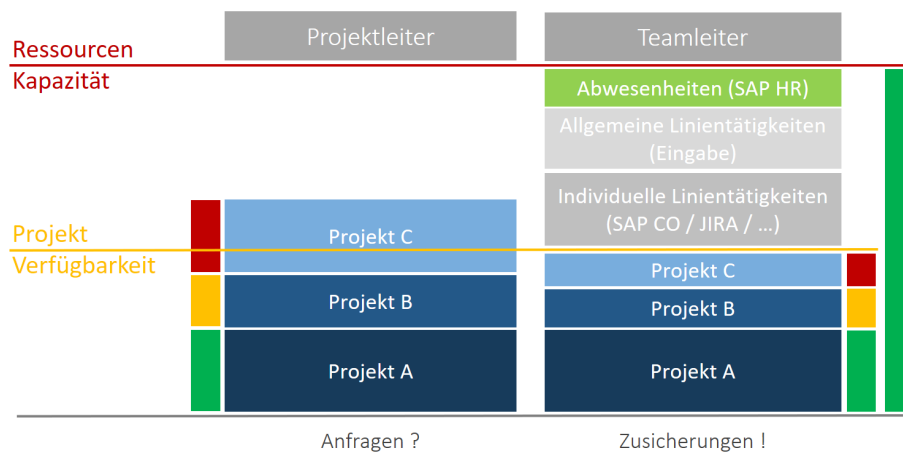 Projektleiter
Teamleiter
Ressourcen
Kapazität
Abwesenheiten (SAP HR)
Allgemeine Linientätigkeiten
(Eingabe)
Individuelle Linientätigkeiten
(SAP CO / JIRA / ...)
Projekt
Verfügbarkeit
Projekt C
Projekt B
Projekt A
Projekt C
Projekt B
Projekt A
Anfragen ?
Zusicherungen !